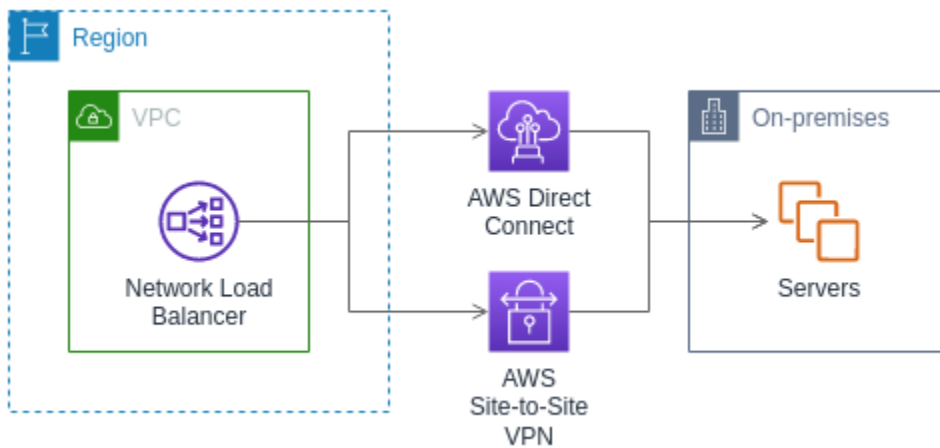 Region
VPC
On-premises
AWS Direct
Connect
Network Load
Balancer
Servers
AWS
Site-to-Site
VPN